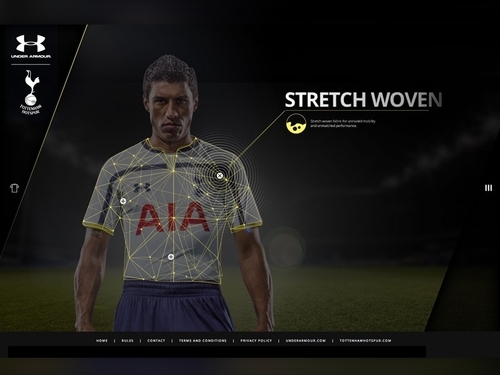 UNDER ARMOUR
TOTTENHAM
HOTSPUR
STRETCH WOVEN
Stretch woven fabric for unrivaled mobility
and unmatched performance.
AIA
HOME | RULES | CONTACT | TERMS AND CONDITIONS | PRIVACY POLICY | UNDERARMOUR.COM | TOTTENHAMHOTSPUR.COM